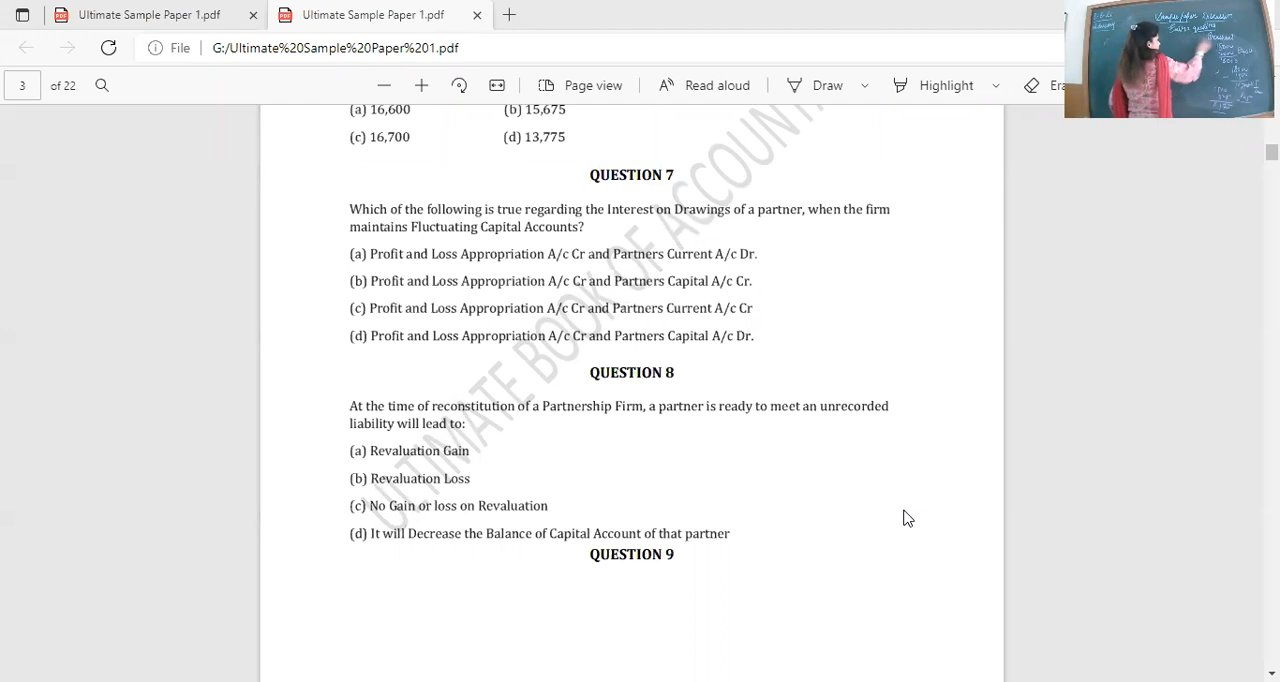 Ultimate Sample Paper 1.pdf
Ultimate Sample Paper 1.pdf
File
G:/Ultimate%20Sample%20Paper%201.pdf
3 of 22
Page view
Read aloud
Draw
Highlight
Sample Paper Discussion
(a) 16,600 (b) 15,675
(c) 16,700 (d) 13,775
QUESTION 7
Which of the following is true regarding the Interest on Drawings of a partner, when the firm
maintains Fluctuating Capital Accounts?
(a) Profit and Loss Appropriation A/c Cr and Partners Current A/c Dr.
(b) Profit and Loss Appropriation A/c Cr and Partners Capital A/c Cr.
(c) Profit and Loss Appropriation A/c Cr and Partners Current A/c Cr
(d) Profit and Loss Appropriation A/c Cr and Partners Capital A/c Dr.
QUESTION 8
At the time of reconstitution of a Partnership Firm, a partner is ready to meet an unrecorded
liability will lead to:
(a) Revaluation Gain
(b) Revaluation Loss
(c) No Gain or loss on Revaluation
(d) It will Decrease the Balance of Capital Account of that partner
QUESTION 9
ULTIMATE BOOK OF ACCOUNT